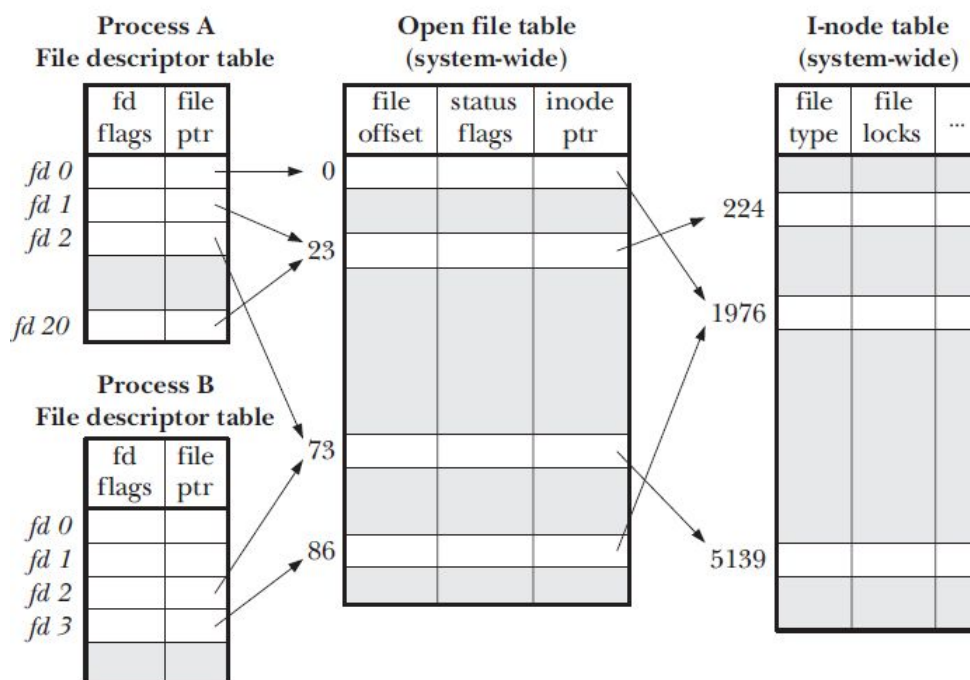 Process A
File descriptor table
fd
flags
file
ptr
fd 0
fd 1
fd 2
fd 20
Process B
File descriptor table
fd
flags
file
ptr
fd 0
fd 1
fd 2
fd 3
Open file table
(system-wide)
file
offset
status
flags
inode
ptr
0
23
73
86
I-node table
(system-wide)
file
type
file
locks
...
224
1976
5139